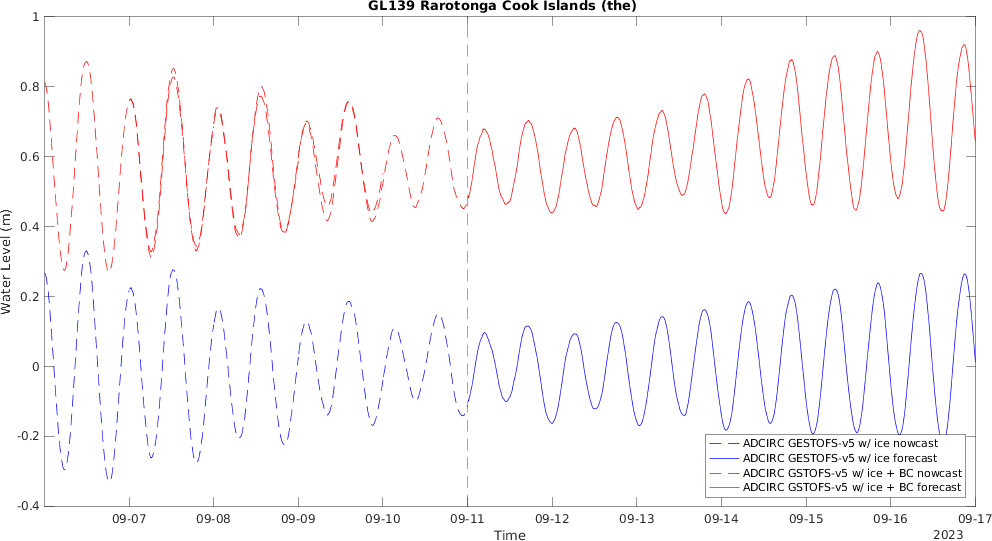 GL139 Rarotonga Cook Islands (the)
1
0.8
0.6
0.4
0.2
0
-0.2
-0.4
Water Level (m)
ADCIRC GESTOFS-v5 w/ ice nowcast
ADCIRC GESTOFS-v5 w/ ice forecast
ADCIRC GSTOFS-v5 w/ ice + BC nowcast
ADCIRC GSTOFS-v5 w/ ice + BC forecast
09-07 09-08 09-09 09-10 09-11 09-12 09-13 09-14 09-15 09-16 09-17
Time
2023